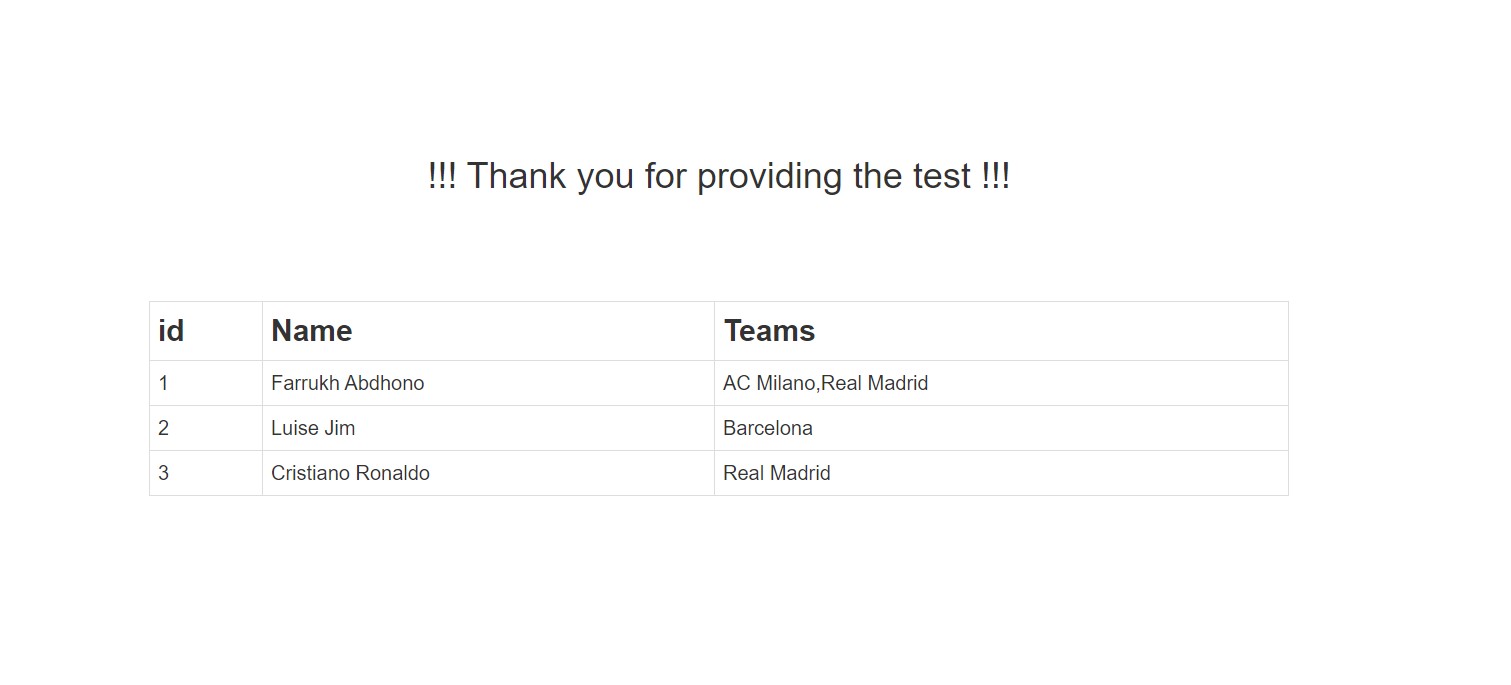 !!! Thank you for providing the test !!!
id Name Teams
1 Farrukh Abdhono AC Milano,Real Madrid
2 Luise Jim Barcelona
3 Cristiano Ronaldo Real Madrid